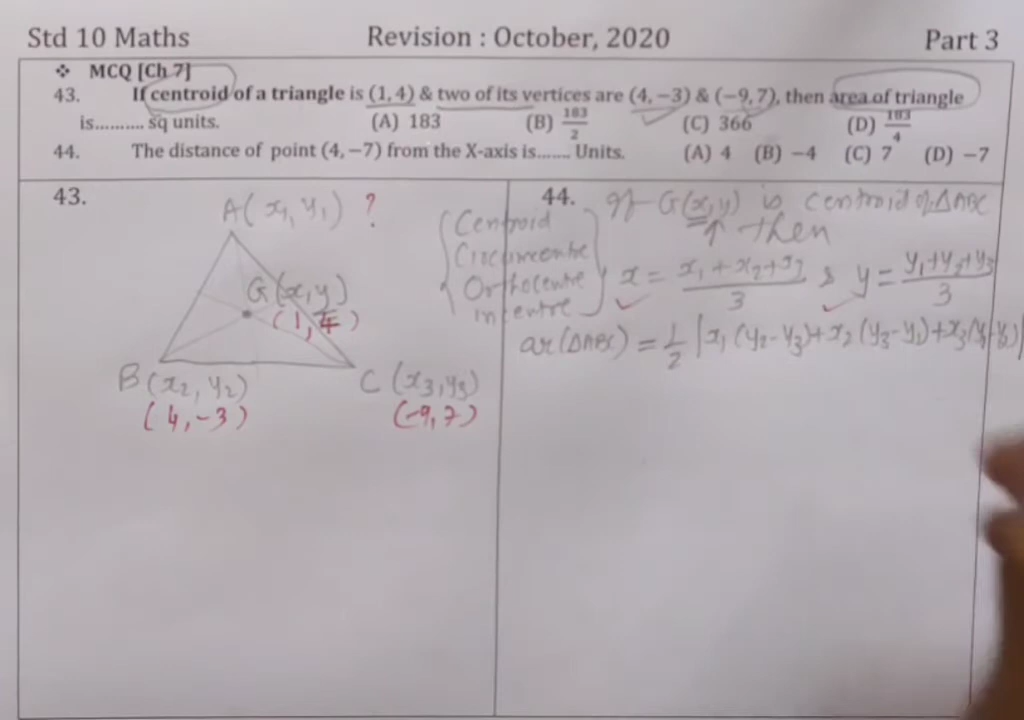 Std 10 Maths Revision : October, 2020 Part 3
❖ MCQ [Ch 7]
43. If centroid of a triangle is (1, 4) & two of its vertices are (4, −3) & (−9, 7), then area of triangle
is.......... sq units. (A) 183 (B) 183/2 (C) 366 (D) 183/4
44. The distance of point (4, −7) from the X-axis is....... Units. (A) 4 (B) −4 (C) 7 (D) −7
43.
A(x1, y1) ?
G(x,y)
(1, 4)
B(x2, y2)
(4,-3)
C (x3,y3)
(-9,7)
Centroid
Circumcentre
Orthocentre
incentre
44. If G(x,y) is centroid of ΔABC
then
x = x1+x2+x3/3 & y = y1+y2+y3/3
ar(ΔABC) = 1/2 |x1(y2-y3)+x2(y3-y1)+x3(y1-y2)|